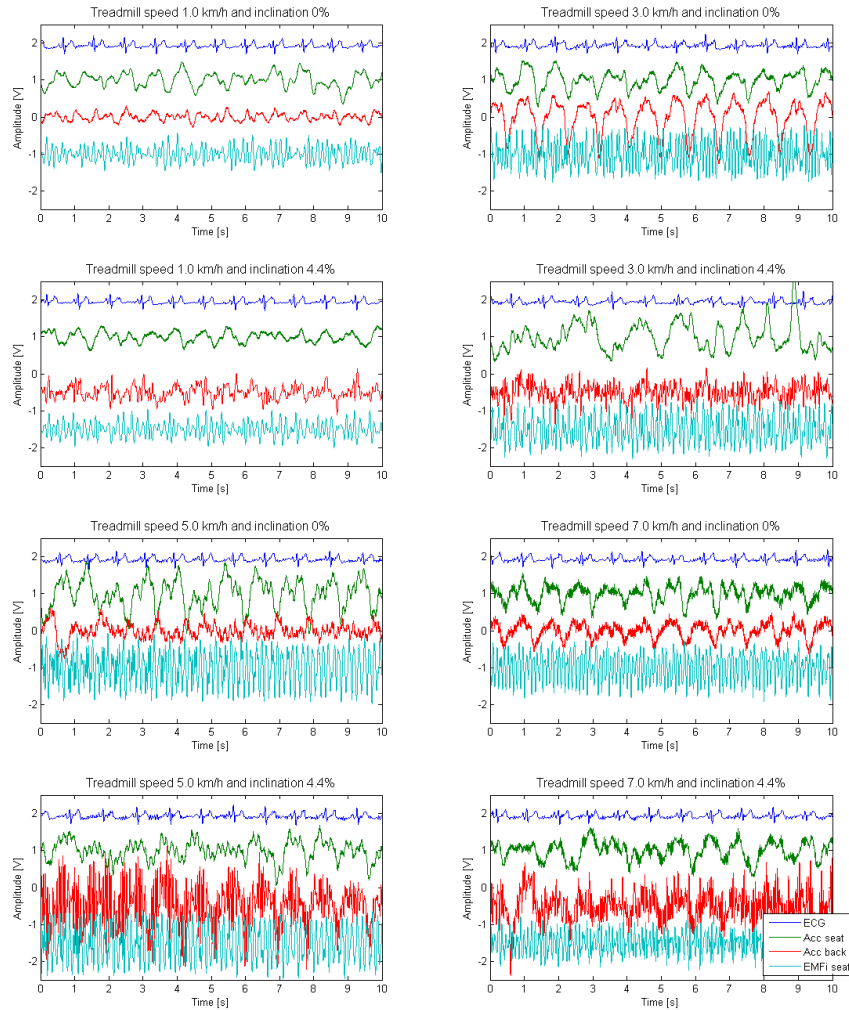 Treadmill speed 1.0 km/h and inclination 0%
2
1
0
-1
-2
Amplitude [V]
0 1 2 3 4 5 6 7 8 9 10
Time [s]
Treadmill speed 3.0 km/h and inclination 0%
2
1
0
-1
-2
Amplitude [V]
0 1 2 3 4 5 6 7 8 9 10
Time [s]
Treadmill speed 1.0 km/h and inclination 4.4%
2
1
0
-1
-2
Amplitude [V]
0 1 2 3 4 5 6 7 8 9 10
Time [s]
Treadmill speed 3.0 km/h and inclination 4.4%
2
1
0
-1
-2
Amplitude [V]
0 1 2 3 4 5 6 7 8 9 10
Time [s]
Treadmill speed 5.0 km/h and inclination 0%
2
1
0
-1
-2
Amplitude [V]
0 1 2 3 4 5 6 7 8 9 10
Time [s]
Treadmill speed 7.0 km/h and inclination 0%
2
1
0
-1
-2
Amplitude [V]
0 1 2 3 4 5 6 7 8 9 10
Time [s]
Treadmill speed 5.0 km/h and inclination 4.4%
2
1
0
-1
-2
Amplitude [V]
0 1 2 3 4 5 6 7 8 9 10
Time [s]
Treadmill speed 7.0 km/h and inclination 4.4%
2
1
0
-1
-2
Amplitude [V]
0 1 2 3 4 5 6 7 8 9 10
Time [s]
ECG
Acc seat
Acc back
EMFi seat